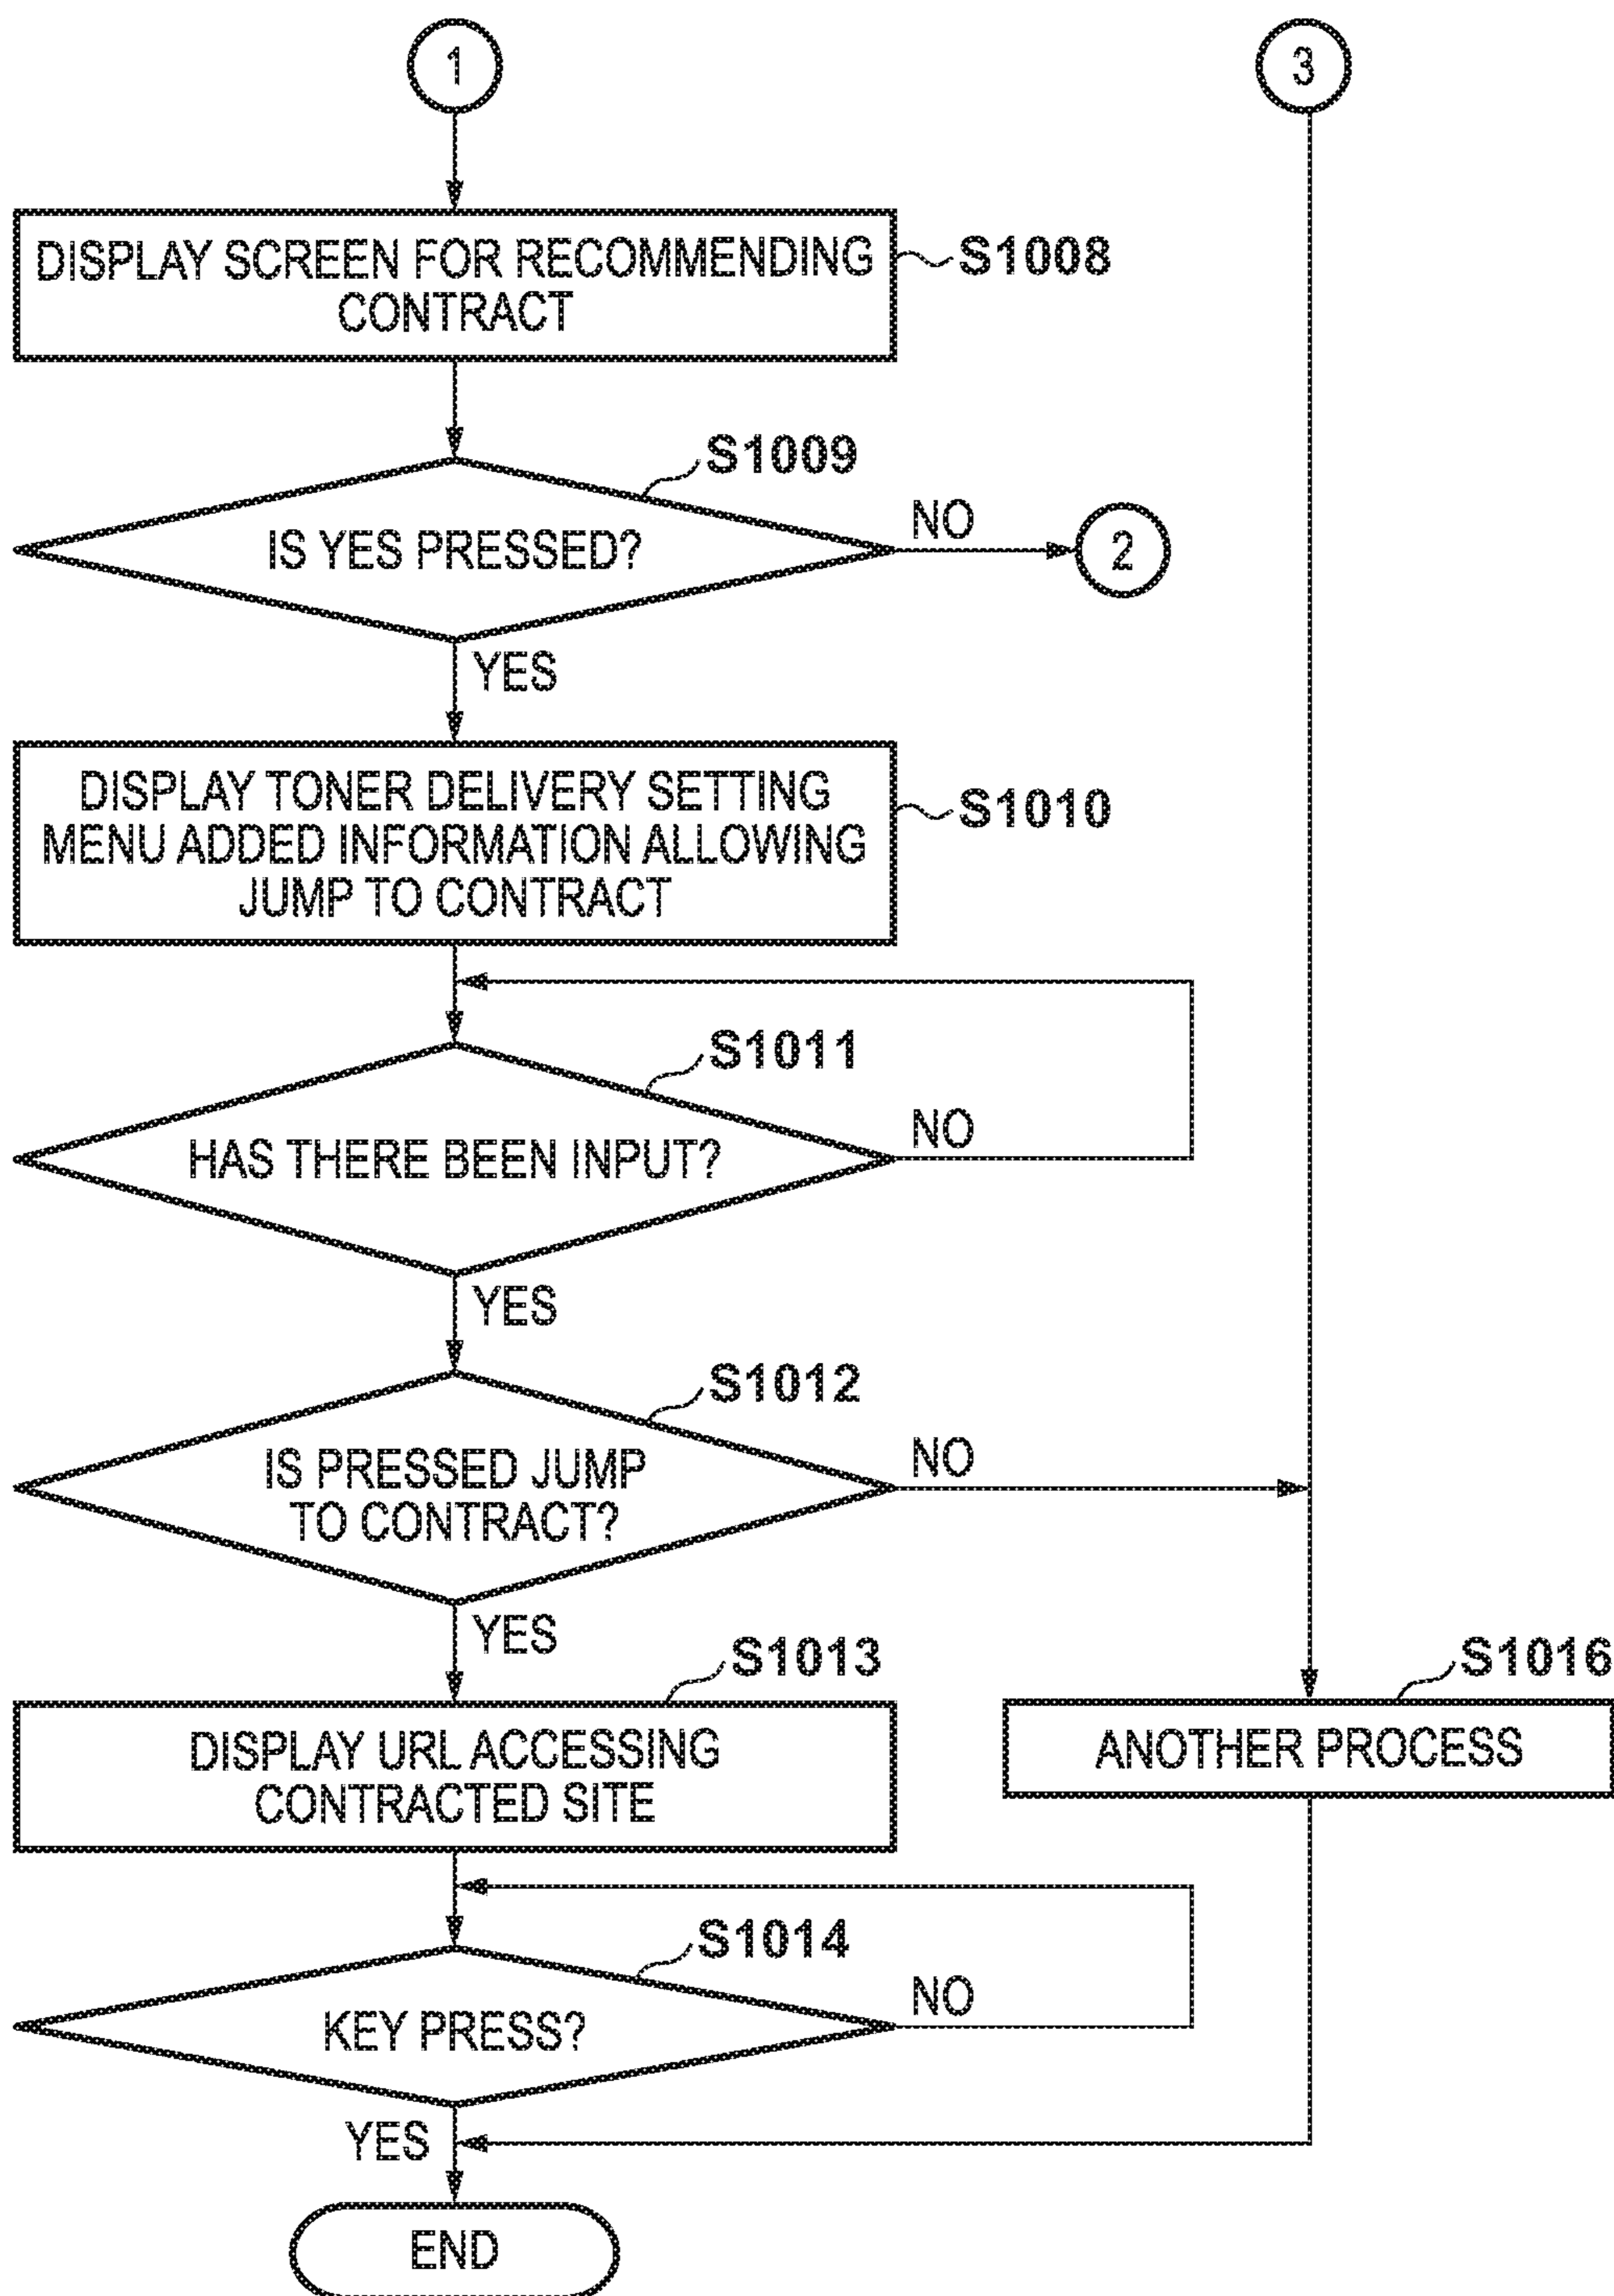 1
3
DISPLAY SCREEN FOR RECOMMENDING
CONTRACT
S1008
S1009
IS YES PRESSED?
NO
2
YES
DISPLAY TONER DELIVERY SETTING
MENU ADDED INFORMATION ALLOWING
JUMP TO CONTRACT
S1010
S1011
HAS THERE BEEN INPUT?
NO
YES
S1012
IS PRESSED JUMP
TO CONTRACT?
NO
YES
S1013
DISPLAY URL ACCESSING
CONTRACTED SITE
S1016
ANOTHER PROCESS
S1014
KEY PRESS?
NO
YES
END